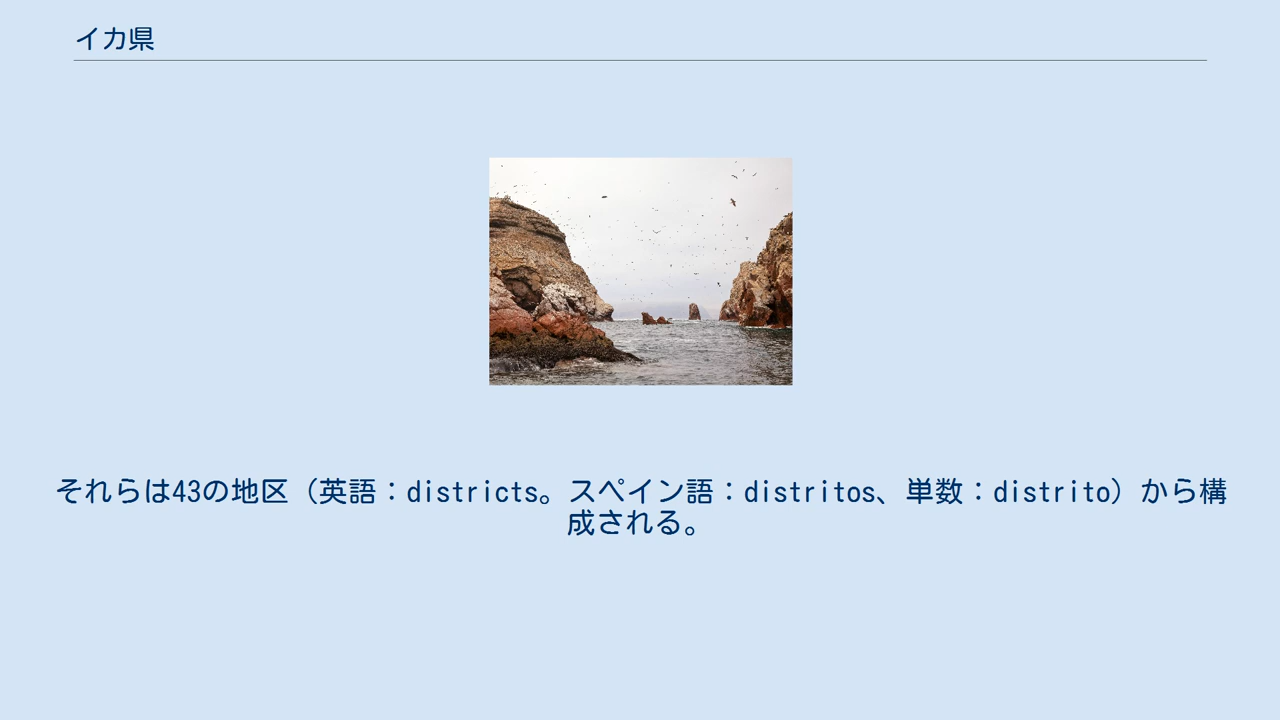 イカ県
それらは43の地区（英語：districts。スペイン語：distritos、単数：distrito）から構
成される。